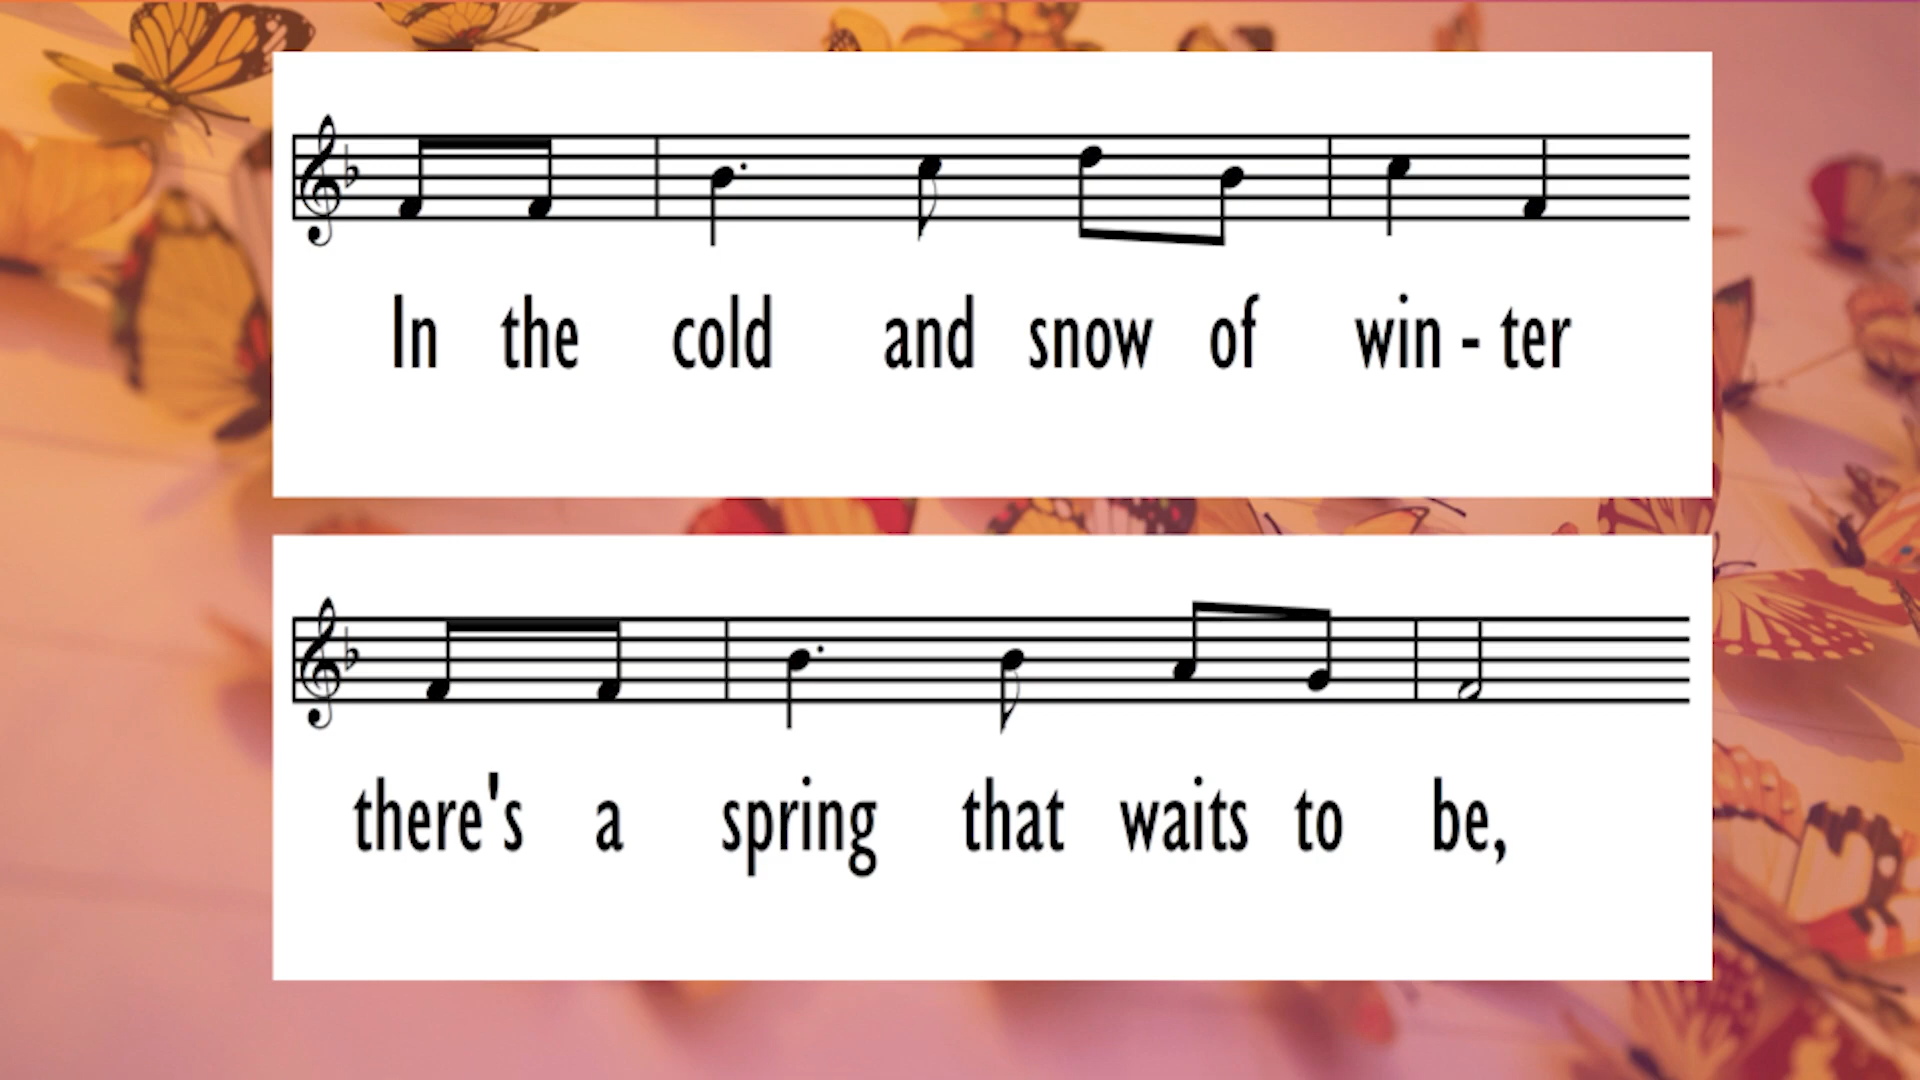 In the cold and snow of win - ter
there's a spring that waits to be,